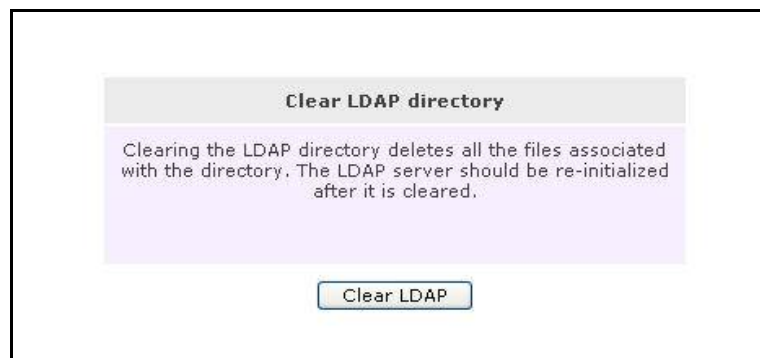 Clear LDAP directory
Clearing the LDAP directory deletes all the files associated
with the directory. The LDAP server should be re-initialized
after it is cleared.
Clear LDAP